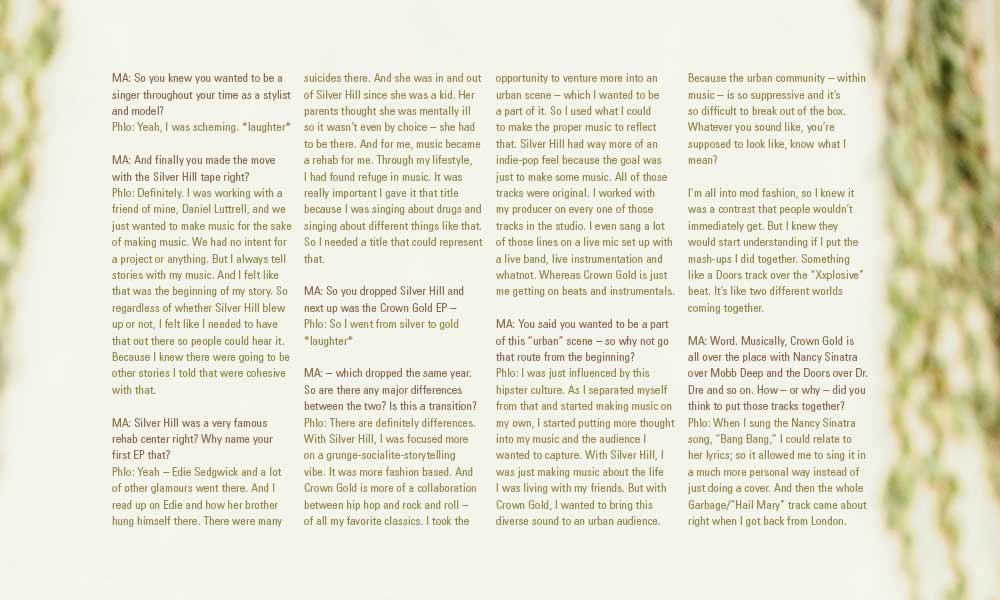 MA: So you knew you wanted to be a
singer throughout your time as a stylist
and model?
Phlo: Yeah, I was scheming. *laughter*
MA: And finally you made the move
with the Silver Hill tape right?
Phlo: Definitely. I was working with a
friend of mine, Daniel Luttrell, and we
just wanted to make music for the sake
of making music. We had no intent for
a project or anything. But I always tell
stories with my music. And I felt like
that was the beginning of my story. So
regardless of whether Silver Hill blew
up or not, I felt like I needed to have
that out there so people could hear it.
Because I knew there were going to be
other stories I told that were cohesive
with that.
MA: Silver Hill was a very famous
rehab center right? Why name your
first EP that?
Phlo: Yeah – Edie Sedgwick and a lot
of other glamours went there. And I
read up on Edie and how her brother
hung himself there. There were many
suicides there. And she was in and out
of Silver Hill since she was a kid. Her
parents thought she was mentally ill
so it wasn't even by choice – she had
to be there. And for me, music became
a rehab for me. Through my lifestyle,
I had found refuge in music. It was
really important I gave it that title
because I was singing about drugs and
singing about different things like that.
So I needed a title that could represent
that.
MA: So you dropped Silver Hill and
next up was the Crown Gold EP –
Phlo: So I went from silver to gold
*laughter*
MA: – which dropped the same year.
So are there any major differences
between the two? Is this a transition?
Phlo: There are definitely differences.
With Silver Hill, I was focused more
on a grunge-socialite-storytelling
vibe. It was more fashion based. And
Crown Gold is more of a collaboration
between hip hop and rock and roll –
of all my favorite classics. I took the
opportunity to venture more into an
urban scene – which I wanted to be
a part of. So I used what I could
to make the proper music to reflect
that. Silver Hill had way more of an
indie-pop feel because the goal was
just to make some music. All of those
tracks were original. I worked with
my producer on every one of those
tracks in the studio. I even sang a lot
of those lines on a live mic set up with
a live band, live instrumentation and
whatnot. Whereas Crown Gold is just
me getting on beats and instrumentals.
MA: You said you wanted to be a part
of this "urban" scene – so why not go
that route from the beginning?
Phlo: I was just influenced by this
hipster culture. As I separated myself
from that and started making music on
my own, I started putting more thought
into my music and the audience I
wanted to capture. With Silver Hill, I
was just making music about the life
I was living with my friends. But with
Crown Gold, I wanted to bring this
diverse sound to an urban audience.
Because the urban community – within
music – is so suppressive and it's
so difficult to break out of the box.
Whatever you sound like, you're
supposed to look like, know what I
mean?
I'm all into mod fashion, so I knew it
was a contrast that people wouldn't
immediately get. But I knew they
would start understanding if I put the
mash-ups I did together. Something
like a Doors track over the "Xxplosive"
beat. It's like two different worlds
coming together.
MA: Word. Musically, Crown Gold is
all over the place with Nancy Sinatra
over Mobb Deep and the Doors over Dr.
Dre and so on. How – or why – did you
think to put those tracks together?
Phlo: When I sung the Nancy Sinatra
song, "Bang Bang," I could relate to
her lyrics; so it allowed me to sing it in
a much more personal way instead of
just doing a cover. And then the whole
Garbage/"Hail Mary" track came about
right when I got back from London.